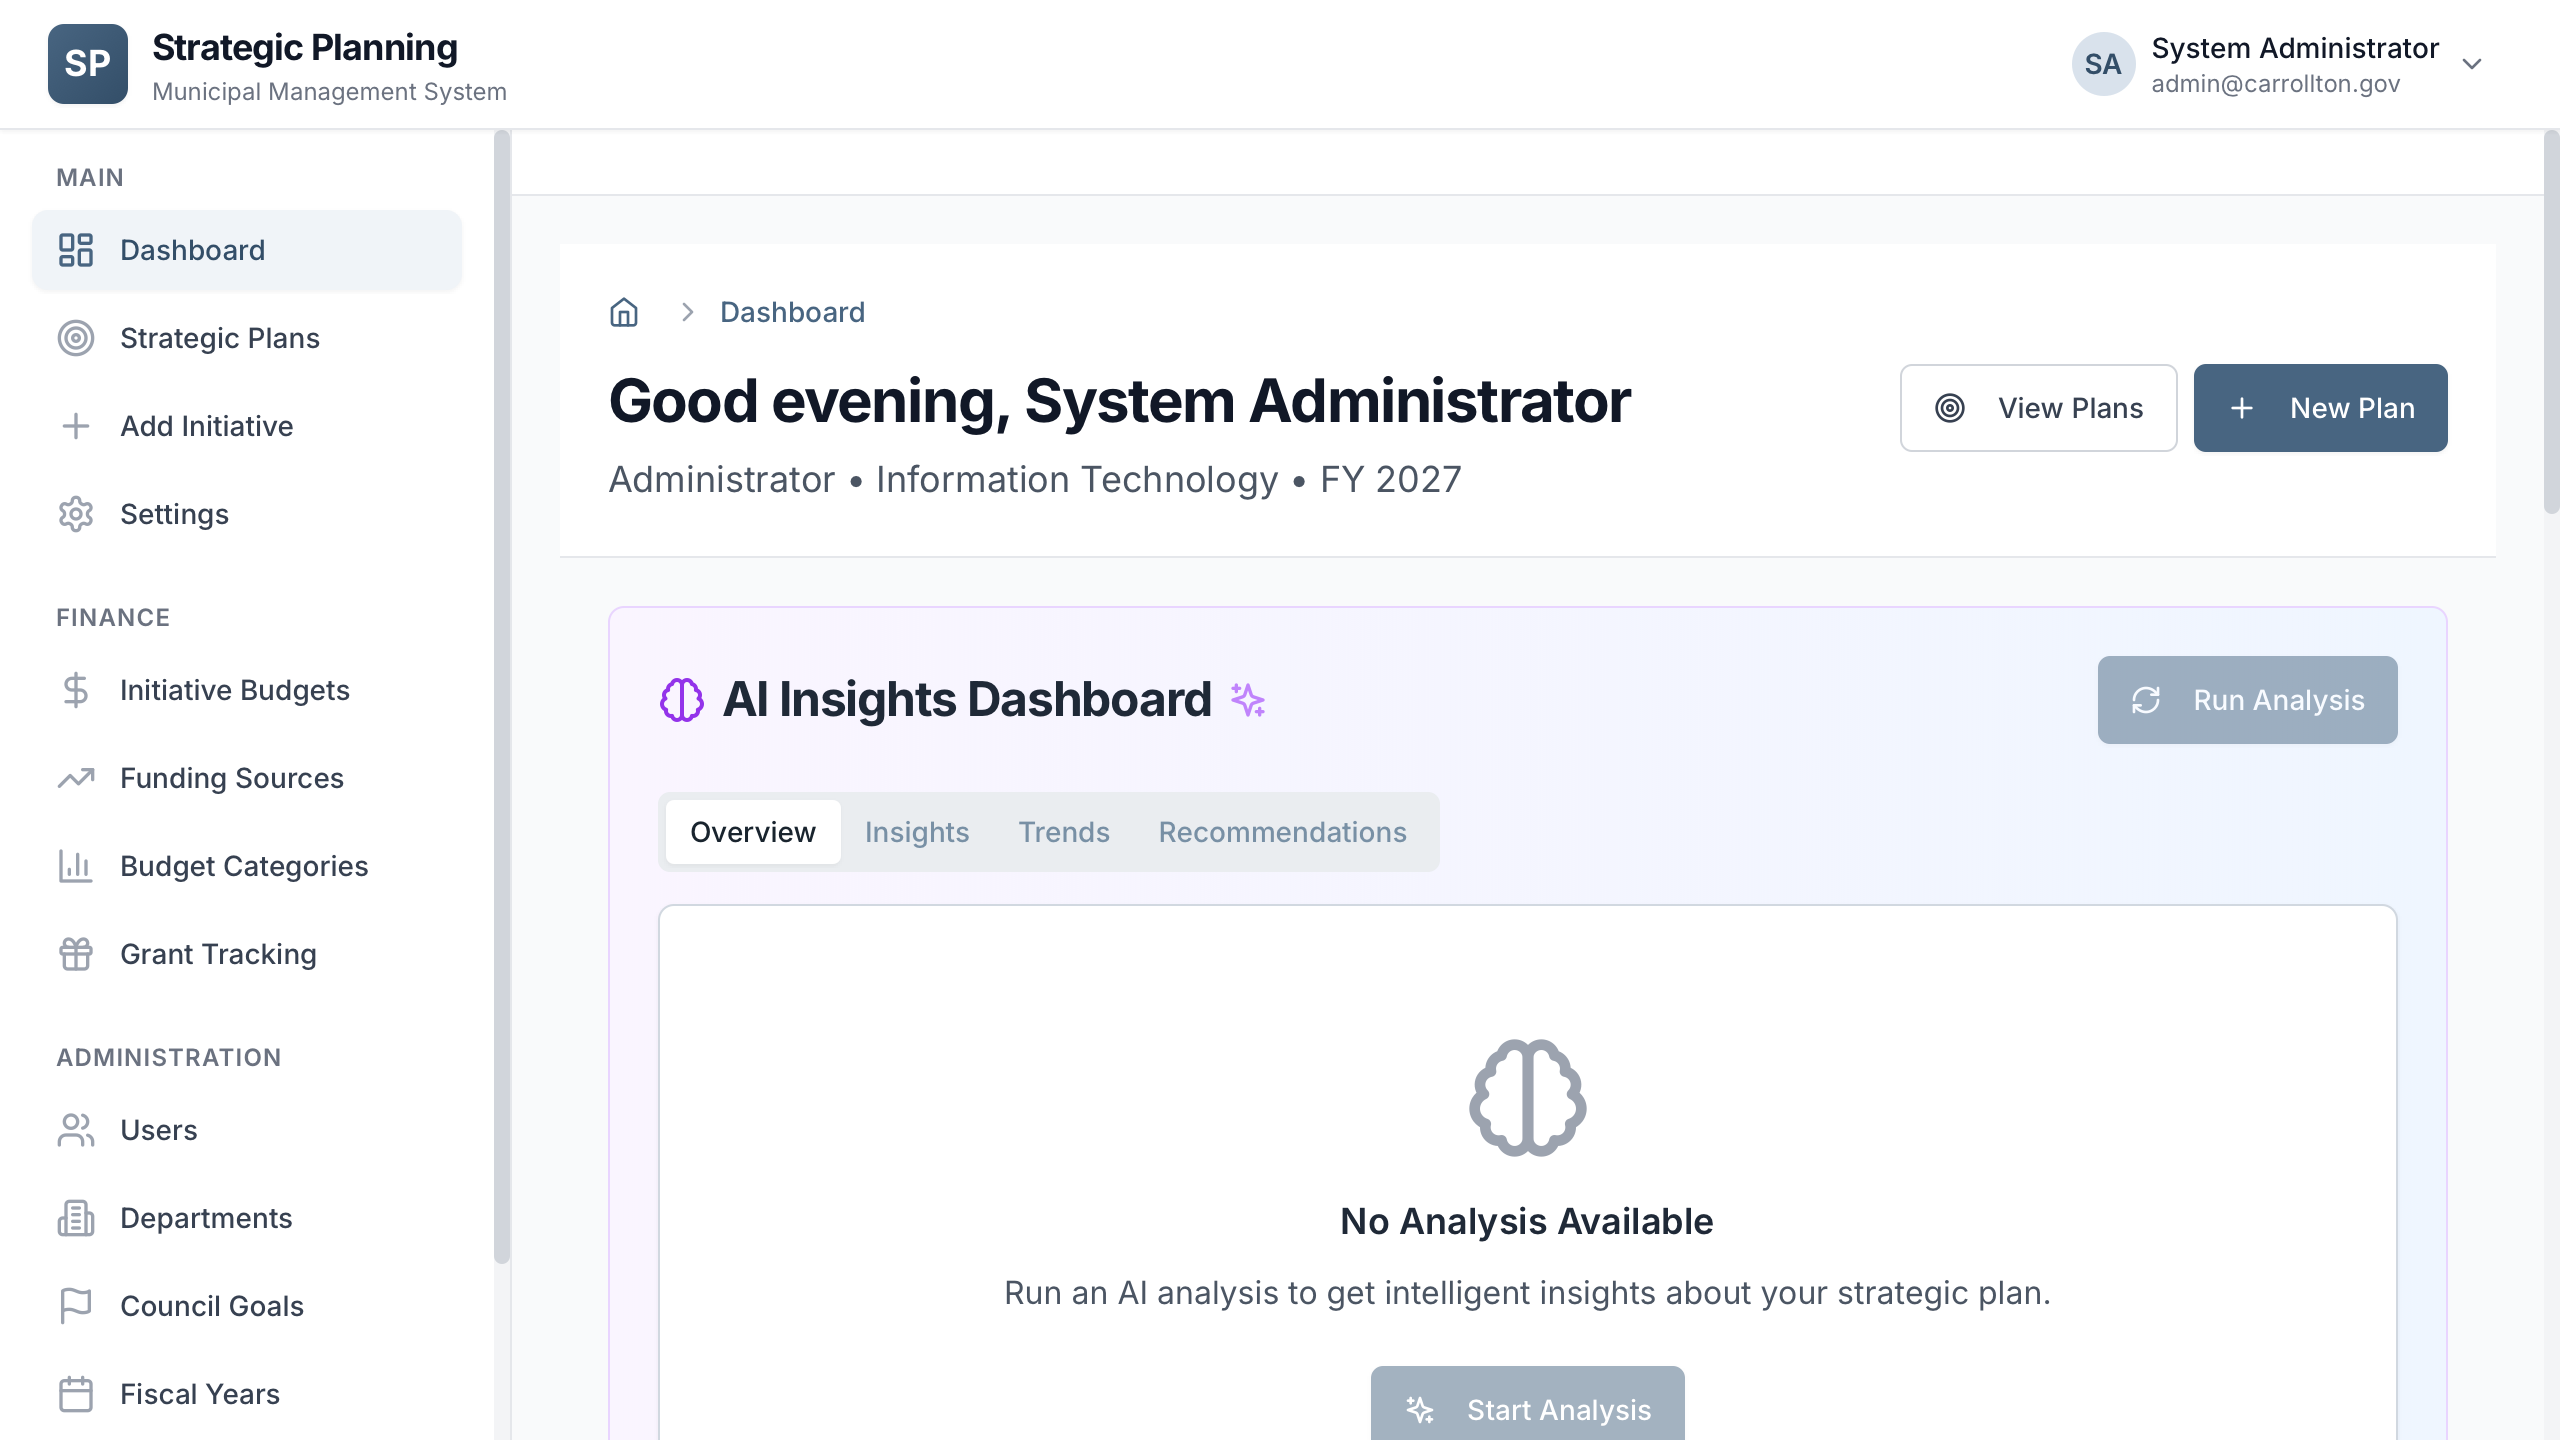 SP
Strategic Planning
Municipal Management System
SA
System Administrator
admin@carrollton.gov
MAIN
Dashboard
Strategic Plans
Add Initiative
Settings
FINANCE
Initiative Budgets
Funding Sources
Budget Categories
Grant Tracking
ADMINISTRATION
Users
Departments
Council Goals
Fiscal Years
Dashboard
Good evening, System Administrator
Administrator • Information Technology • FY 2027
View Plans
New Plan
AI Insights Dashboard
Run Analysis
Overview Insights Trends Recommendations
No Analysis Available
Run an AI analysis to get intelligent insights about your strategic plan.
Start Analysis